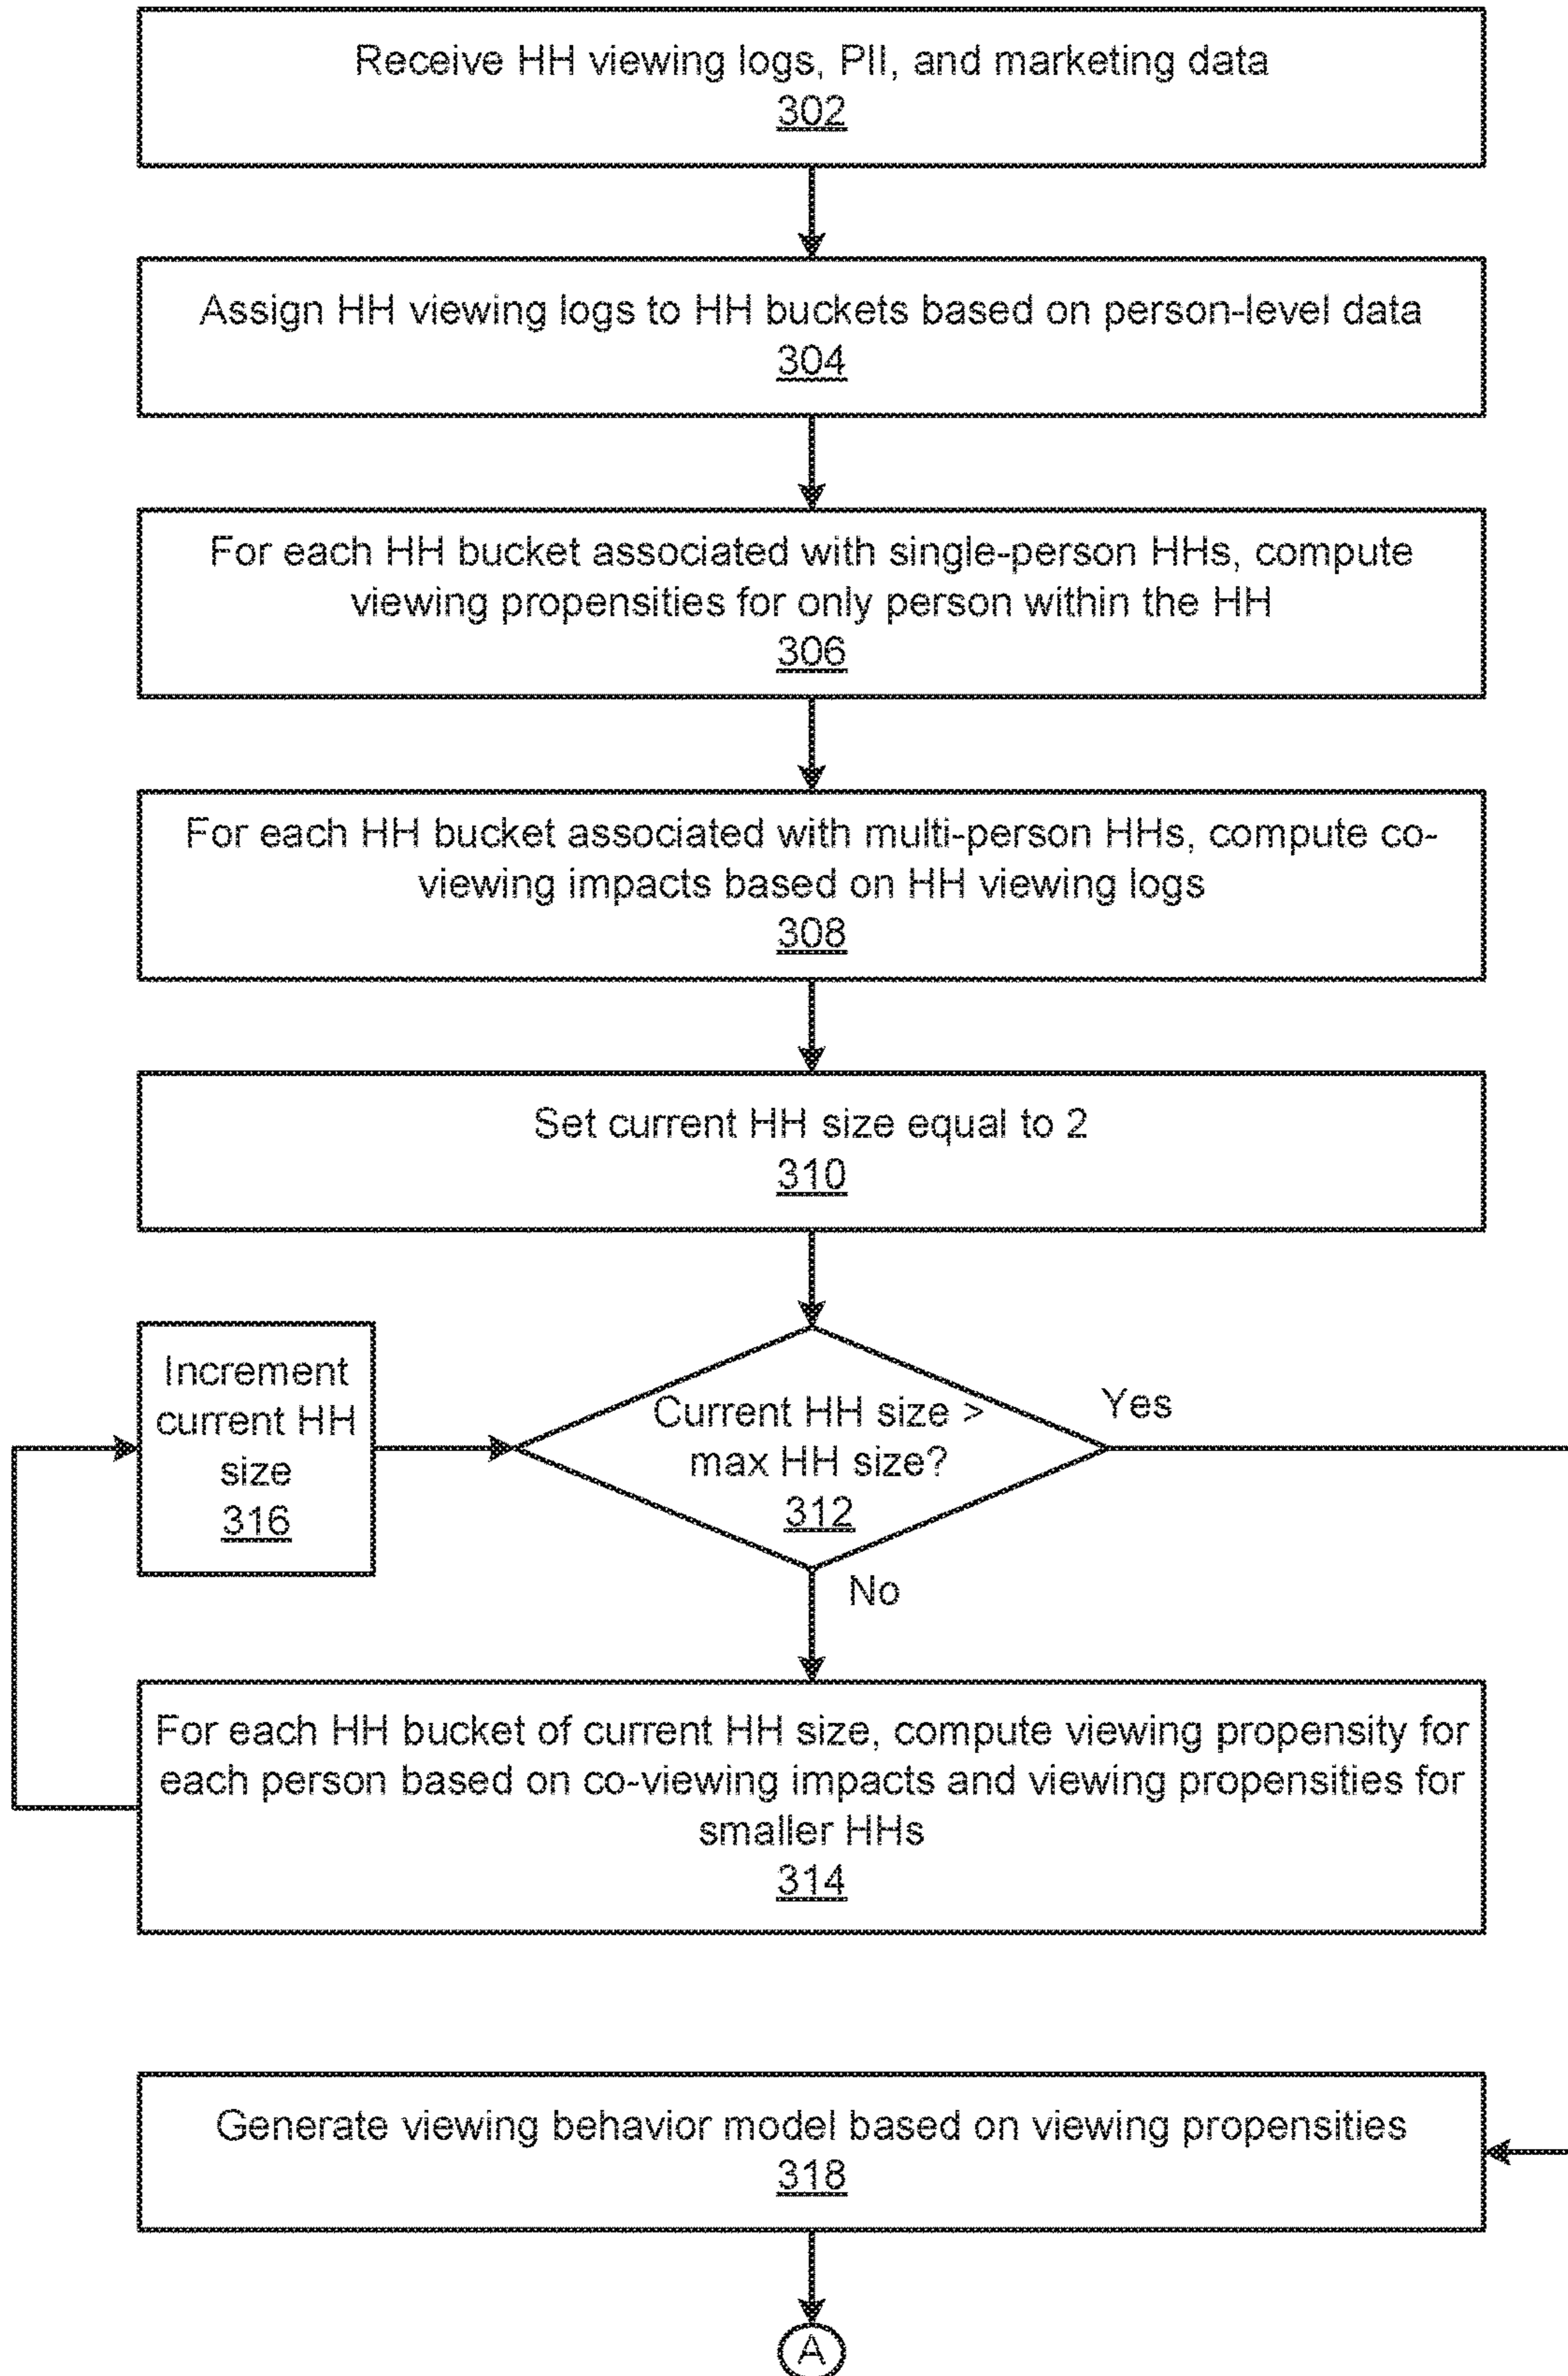 Receive HH viewing logs, PII, and marketing data
302
Assign HH viewing logs to HH buckets based on person-level data
304
For each HH bucket associated with single-person HHs, compute
viewing propensities for only person within the HH
306
For each HH bucket associated with multi-person HHs, compute co-
viewing impacts based on HH viewing logs
308
Set current HH size equal to 2
310
Increment
current HH
size
316
Current HH size >
max HH size?
312
Yes
No
For each HH bucket of current HH size, compute viewing propensity for
each person based on co-viewing impacts and viewing propensities for
smaller HHs
314
Generate viewing behavior model based on viewing propensities
318
A